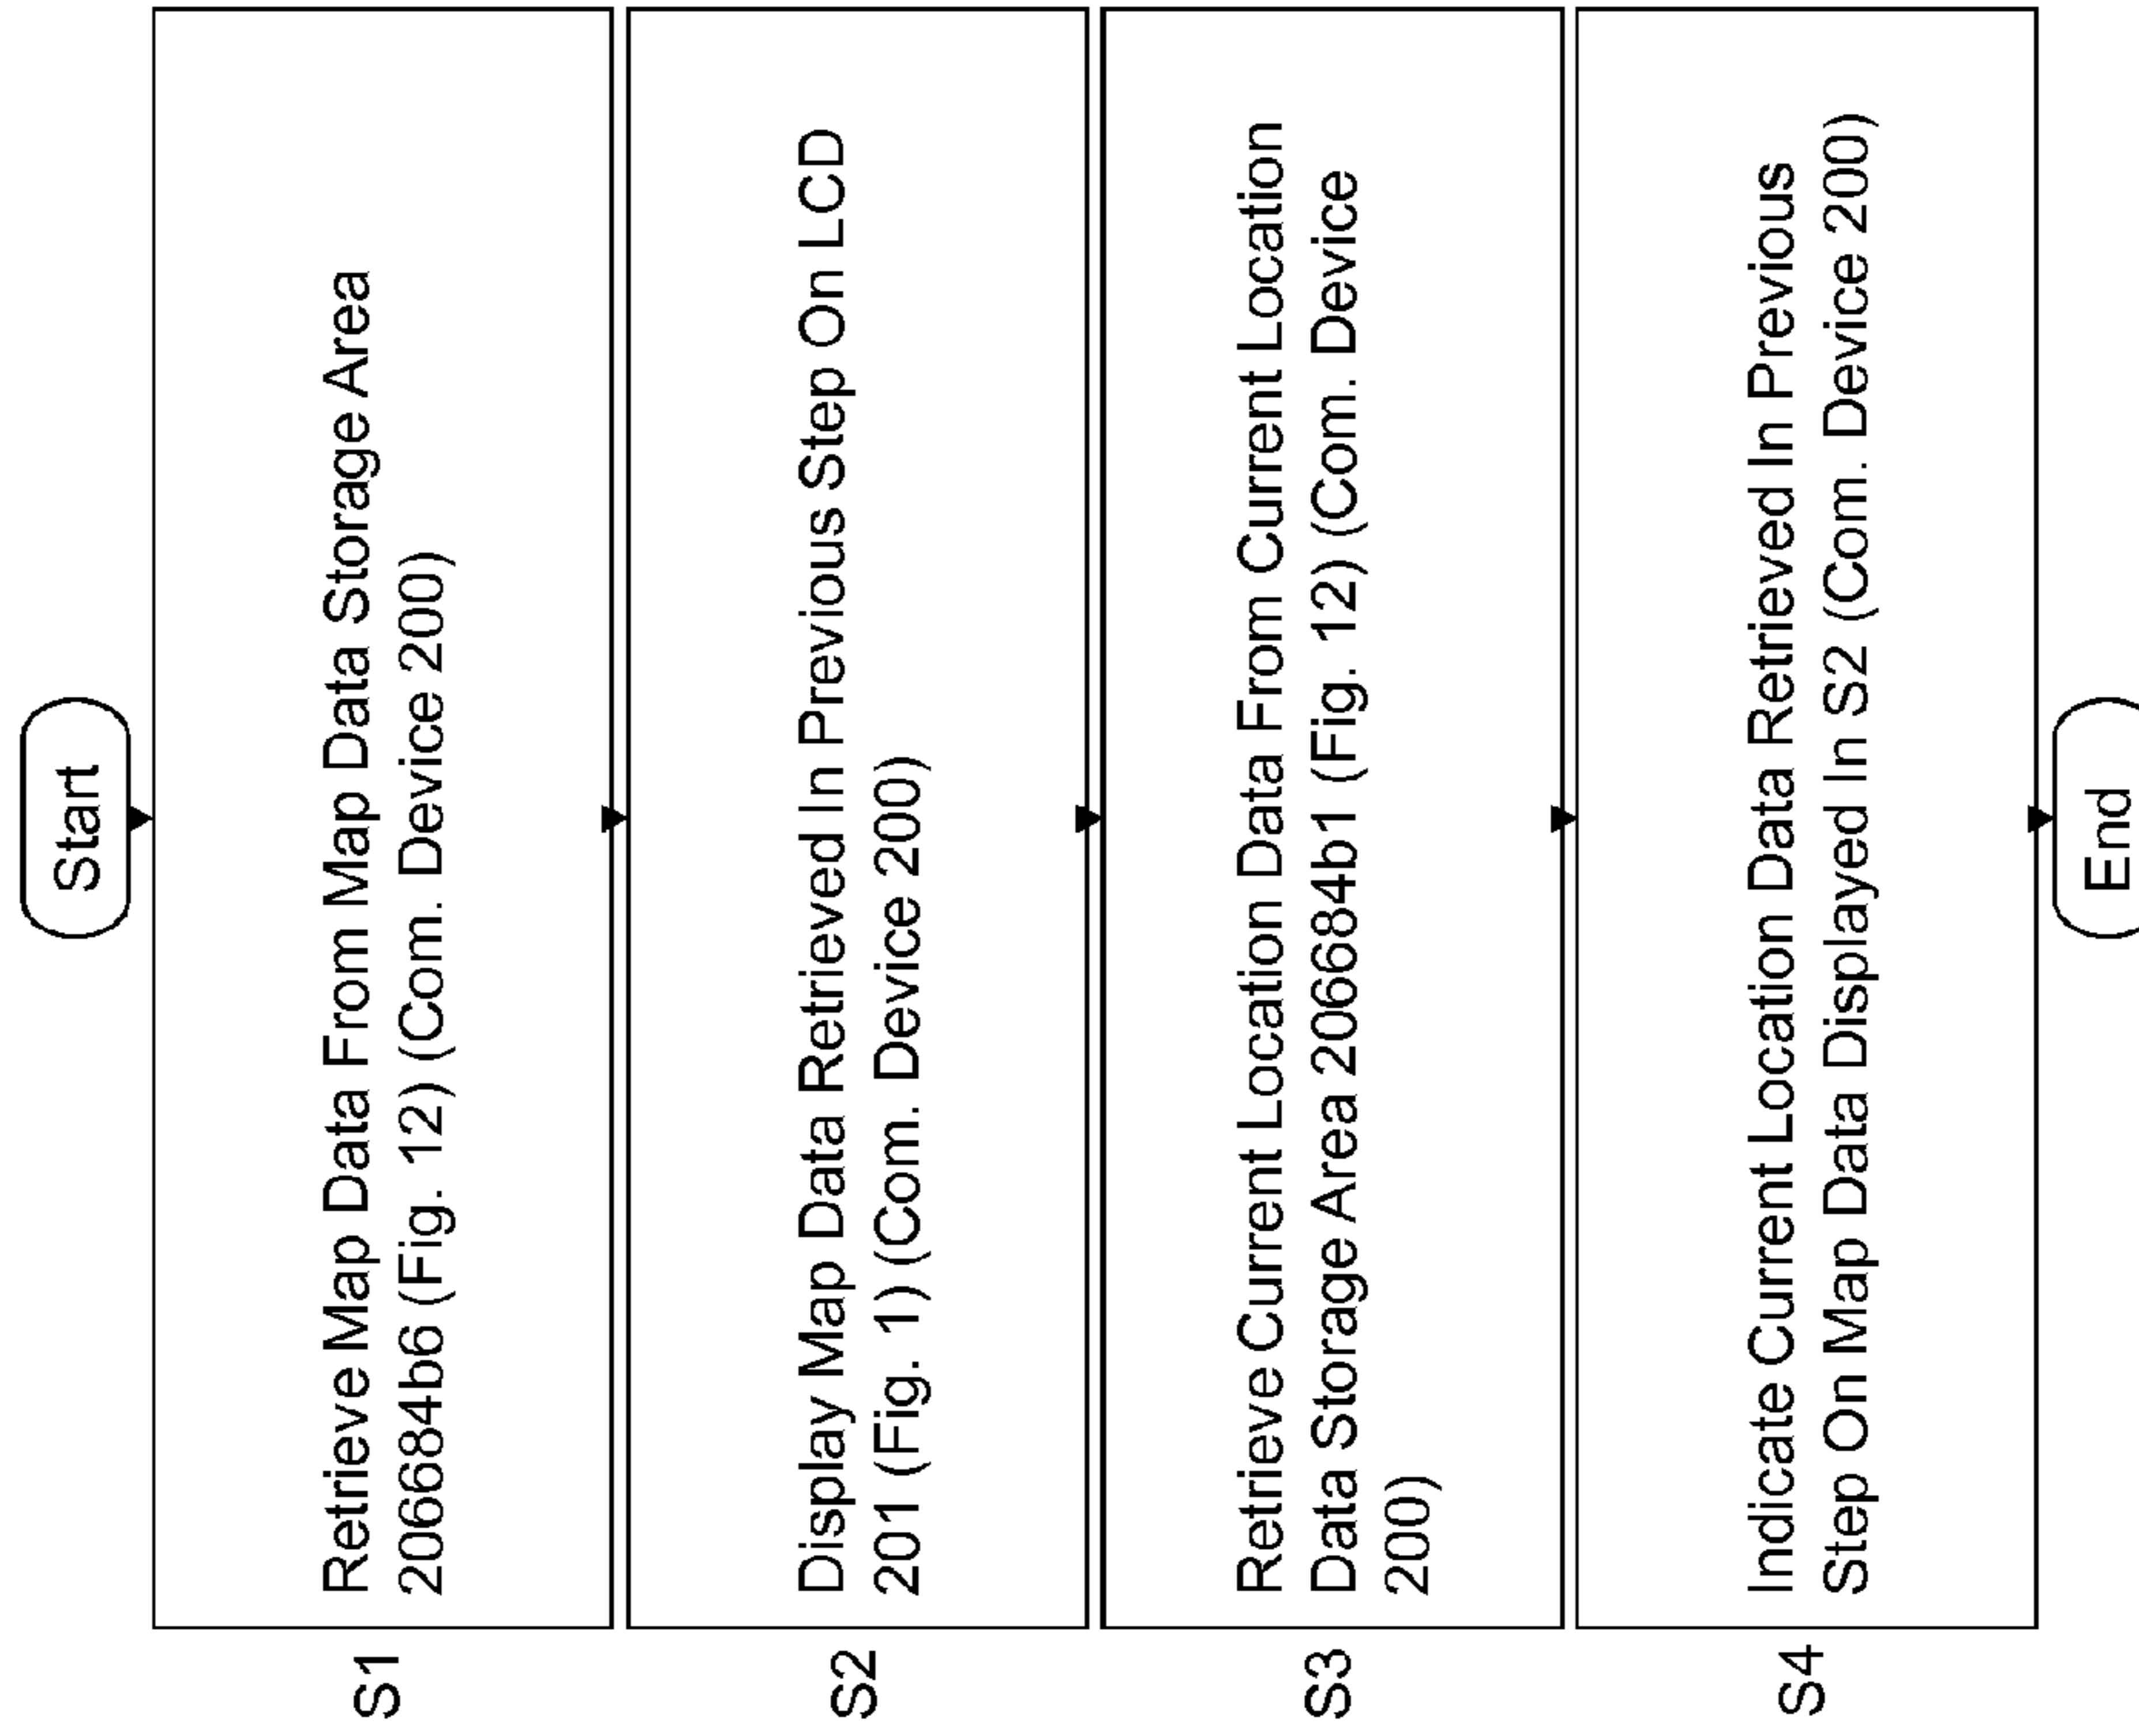 Start
S1
Retrieve Map Data From Map Data Storage Area
206684b6 (Fig. 12) (Com. Device 200)
S2
Display Map Data Retrieved In Previous Step On LCD
201 (Fig. 1) (Com. Device 200)
S3
Retrieve Current Location Data From Current Location
Data Storage Area 206684b1 (Fig. 12) (Com. Device
200)
S4
Indicate Current Location Data Retrieved In Previous
Step On Map Data Displayed In S2 (Com. Device 200)
End